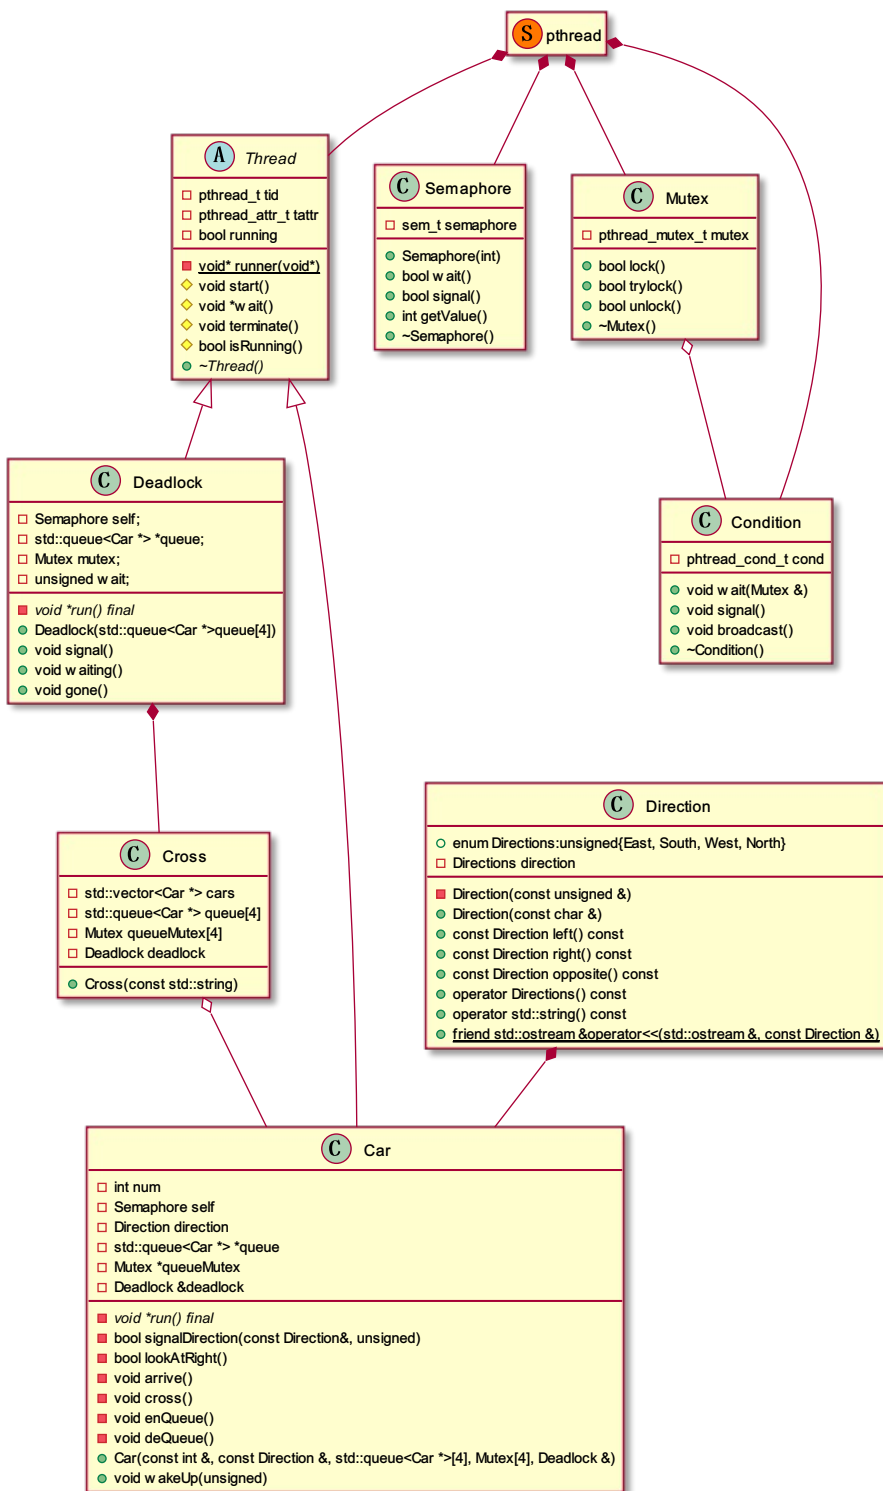 S pthread
A Thread
pthread_t tid
pthread_attr_t tattr
bool running
void* runner(void*)
void start()
void *wait()
void terminate()
bool isRunning()
~Thread()
C Semaphore
sem_t semaphore
Semaphore(int)
bool wait()
bool signal()
int getValue()
~Semaphore()
C Mutex
pthread_mutex_t mutex
bool lock()
bool trylock()
bool unlock()
~Mutex()
C Deadlock
Semaphore self;
std::queue<Car *> *queue;
Mutex mutex;
unsigned wait;
void *run() final
Deadlock(std::queue<Car *>queue[4])
void signal()
void waiting()
void gone()
C Condition
phtread_cond_t cond
void wait(Mutex &)
void signal()
void broadcast()
~Condition()
C Cross
std::vector<Car *> cars
std::queue<Car *> queue[4]
Mutex queueMutex[4]
Deadlock deadlock
Cross(const std::string)
C Direction
enum Directions:unsigned{East, South, West, North}
Directions direction
Direction(const unsigned &)
Direction(const char &)
const Direction left() const
const Direction right() const
const Direction opposite() const
operator Directions() const
operator std::string() const
friend std::ostream &operator<<(std::ostream &, const Direction &)
C Car
int num
Semaphore self
Direction direction
std::queue<Car *> *queue
Mutex *queueMutex
Deadlock &deadlock
void *run() final
bool signalDirection(const Direction&, unsigned)
bool lookAtRight()
void arrive()
void cross()
void enQueue()
void deQueue()
Car(const int &, const Direction &, std::queue<Car *>[4], Mutex[4], Deadlock &)
void wakeUp(unsigned)